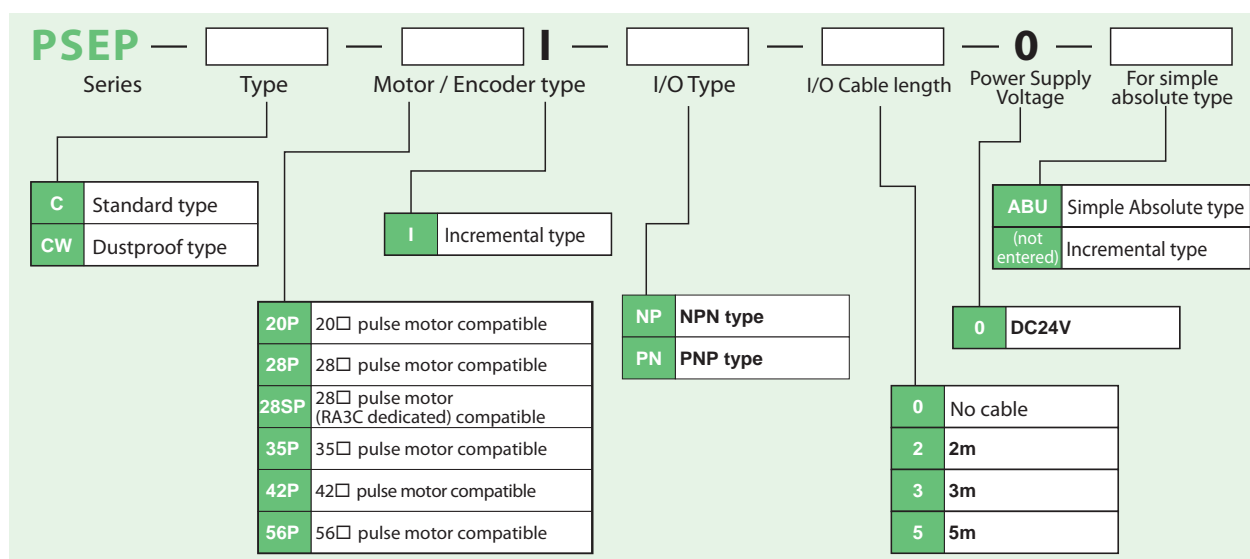 PSEP — — I — — — 0 —
Series Type Motor / Encoder type I/O Type I/O Cable length Power Supply Voltage For simple absolute type
C Standard type
CW Dustproof type
I Incremental type
ABU Simple Absolute type
(not entered) Incremental type
20P 20□ pulse motor compatible
28P 28□ pulse motor compatible
28SP 28□ pulse motor
(RA3C dedicated) compatible
35P 35□ pulse motor compatible
42P 42□ pulse motor compatible
56P 56□ pulse motor compatible
NP NPN type
PN PNP type
0 DC24V
0 No cable
2 2m
3 3m
5 5m